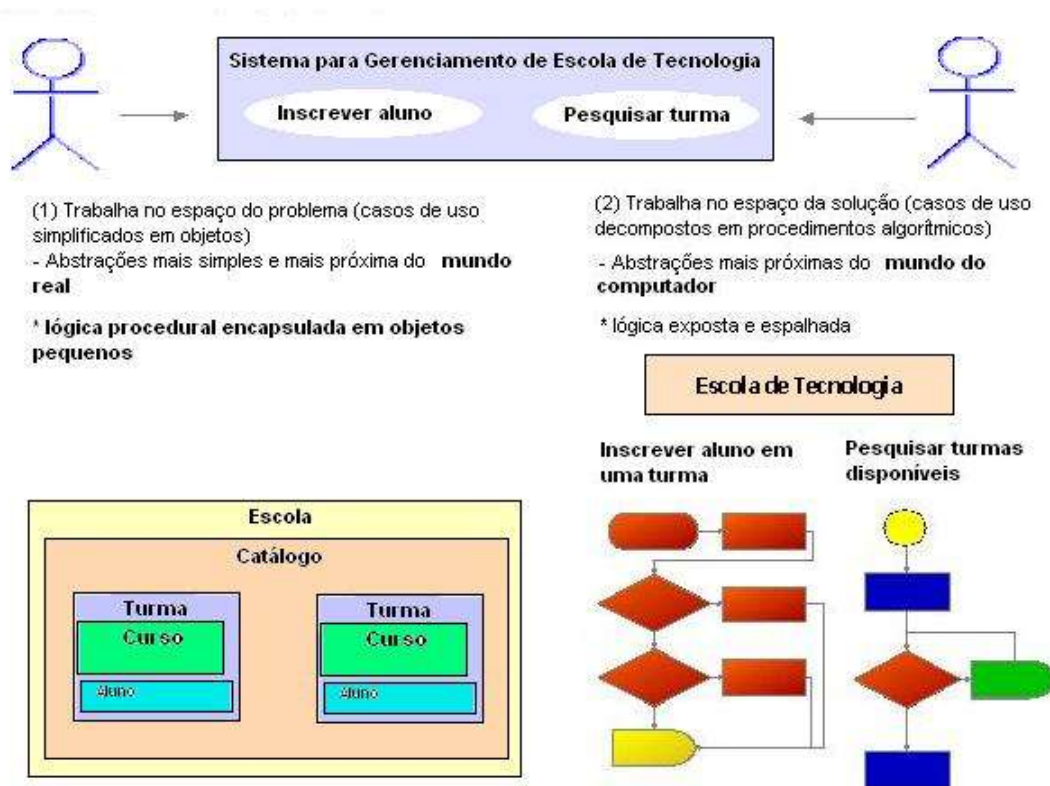 Sistema para Gerenciamento de Escola de Tecnologia
Inscrever aluno
Pesquisar turma
(1) Trabalha no espaço do problema (casos de uso
simplificados em objetos)
- Abstrações mais simples e mais próxima do mundo
real
* lógica procedural encapsulada em objetos
pequenos
(2) Trabalha no espaço da solução (casos de uso
decompostos em procedimentos algorítmicos)
- Abstrações mais próximas do mundo do
computador
* lógica exposta e espalhada
Escola de Tecnologia
Inscrever aluno em
uma turma
Pesquisar turmas
disponíveis
Escola
Catálogo
Turma
Curso
Aluno
Turma
Curso
Aluno